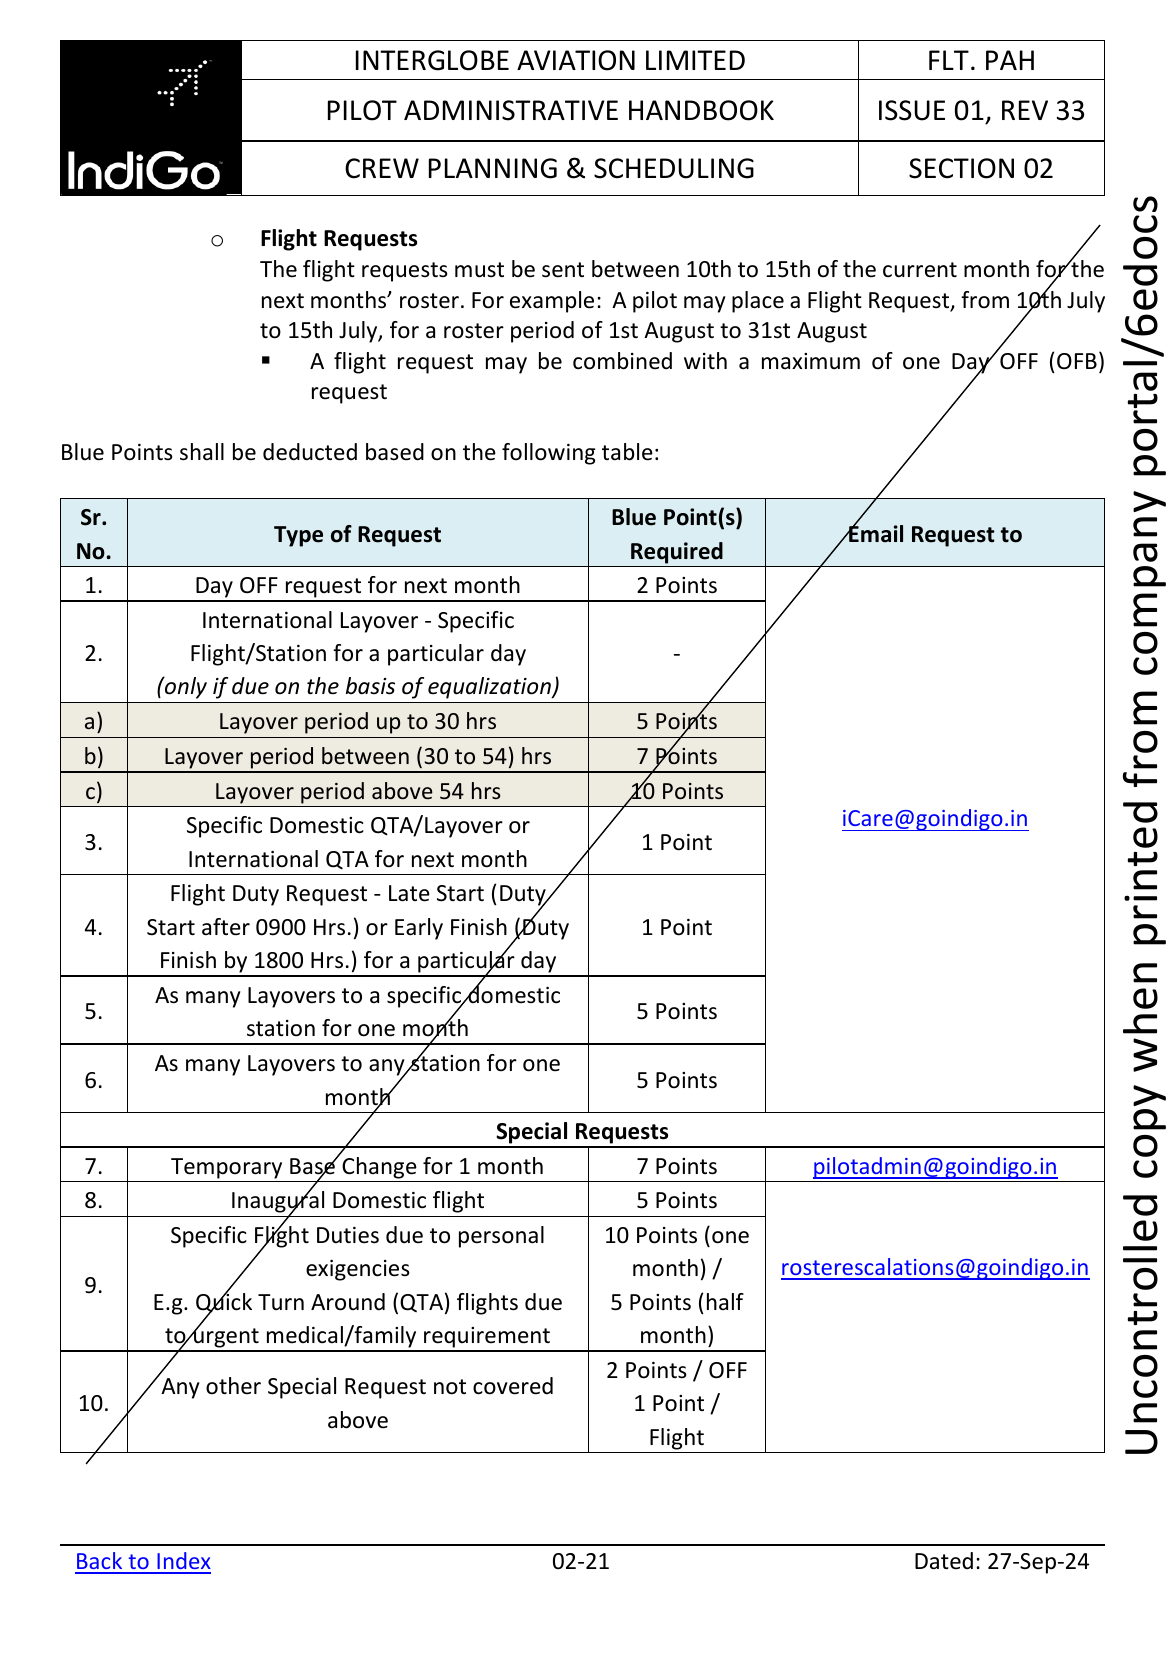 INTERGLOBE AVIATION LIMITED
FLT. PAH
PILOT ADMINISTRATIVE HANDBOOK
ISSUE 01, REV 33
IndiGo
CREW PLANNING & SCHEDULING
SECTION 02
o Flight Requests
The flight requests must be sent between 10th to 15th of the current month for the
next months’ roster. For example: A pilot may place a Flight Request, from 10th July
to 15th July, for a roster period of 1st August to 31st August
▪ A flight request may be combined with a maximum of one Day OFF (OFB)
request
Blue Points shall be deducted based on the following table:
Sr.
No.
Type of Request
Blue Point(s)
Required
Email Request to
1.
Day OFF request for next month
2 Points
2.
International Layover - Specific
Flight/Station for a particular day
(only if due on the basis of equalization)
-
a)
Layover period up to 30 hrs
5 Points
b)
Layover period between (30 to 54) hrs
7 Points
c)
Layover period above 54 hrs
10 Points
iCare@goindigo.in
3.
Specific Domestic QTA/Layover or
International QTA for next month
1 Point
4.
Flight Duty Request - Late Start (Duty
Start after 0900 Hrs.) or Early Finish (Duty
Finish by 1800 Hrs.) for a particular day
1 Point
5.
As many Layovers to a specific domestic
station for one month
5 Points
6.
As many Layovers to any station for one
month
5 Points
Special Requests
7.
Temporary Base Change for 1 month
7 Points
pilotadmin@goindigo.in
8.
Inaugural Domestic flight
5 Points
rosterescalations@goindigo.in
9.
Specific Flight Duties due to personal
exigencies
E.g. Quick Turn Around (QTA) flights due
to urgent medical/family requirement
10 Points (one
month) /
5 Points (half
month)
10.
Any other Special Request not covered
above
2 Points / OFF
1 Point /
Flight
Uncontrolled copy when printed from company portal/6edocs
Back to Index
02-21
Dated: 27-Sep-24